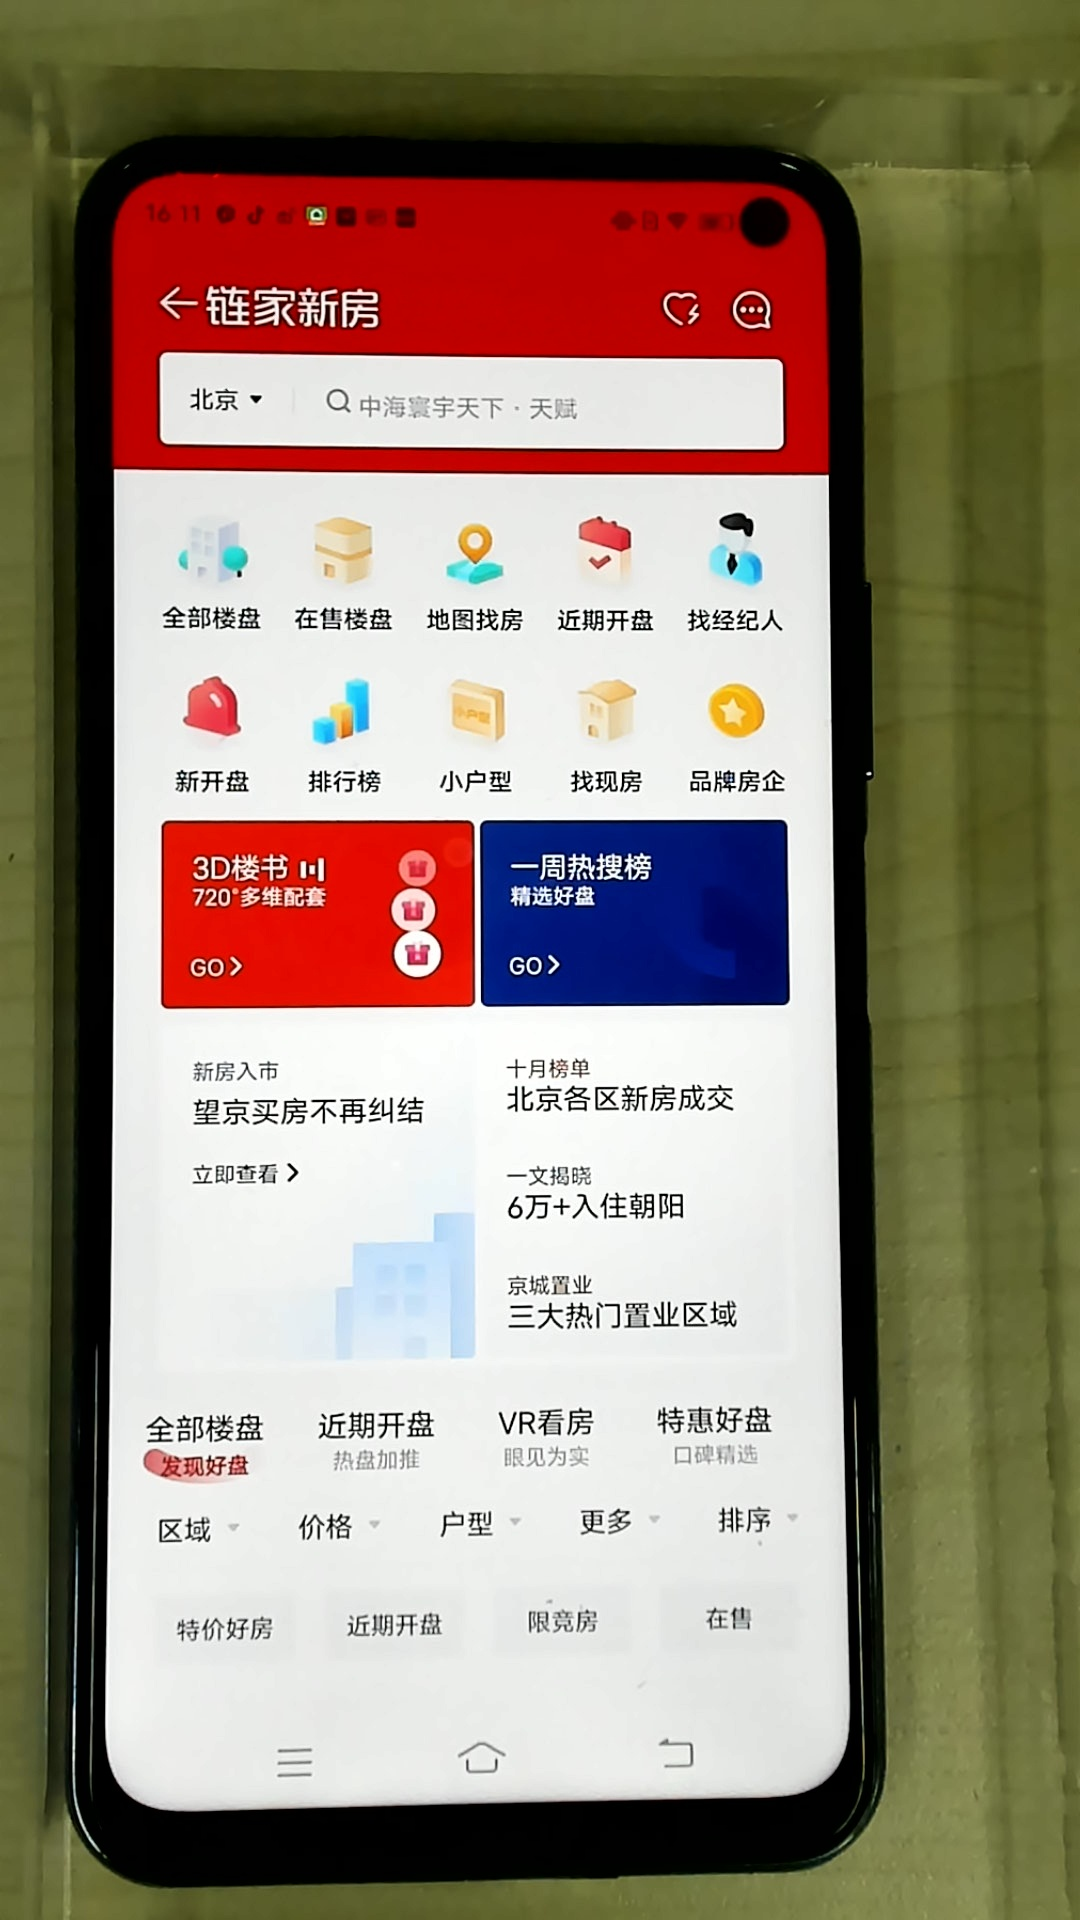 16:11
链家新房
北京
中海寰宇天下·天赋
全部楼盘 在售楼盘 地图找房 近期开盘 找经纪人
小户型
新开盘 排行榜 小户型 找现房 品牌房企
3D楼书
720°多维配套
GO
一周热搜榜
精选好盘
GO
新房入市
望京买房不再纠结
立即查看
十月榜单
北京各区新房成交
一文揭晓
6万+入住朝阳
京城置业
三大热门置业区域
全部楼盘 近期开盘 VR看房 特惠好盘
发现好盘 热盘加推 眼见为实 口碑精选
区域 价格 户型 更多 排序
特价好房 近期开盘 限竞房 在售